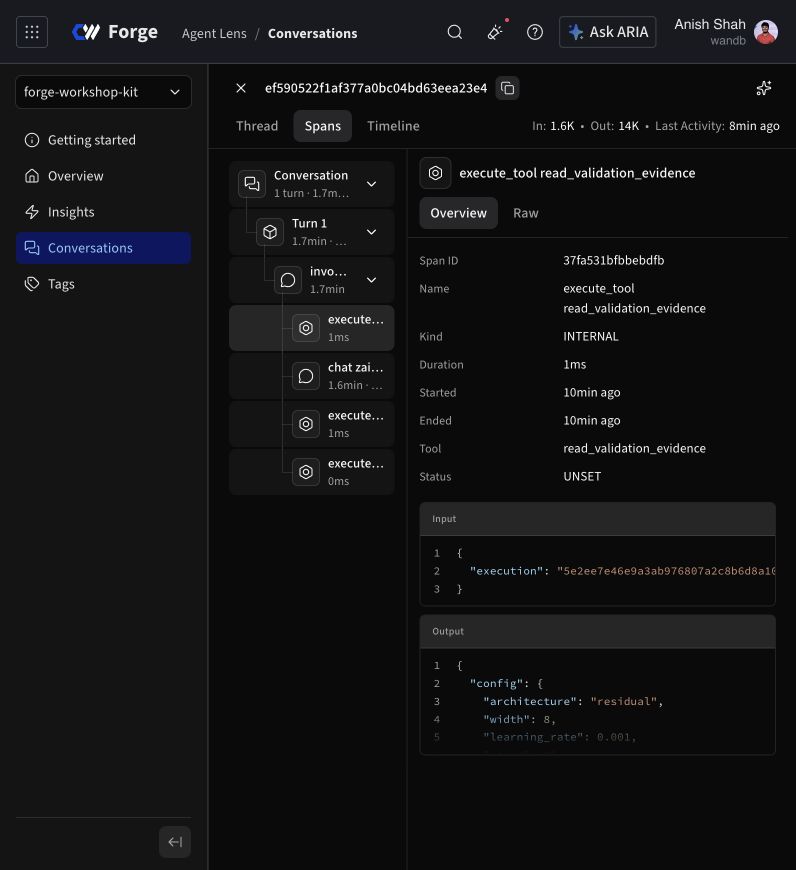 Forge
Agent Lens / Conversations
Ask ARIA
Anish Shah
wandb
forge-workshop-kit
Getting started
Overview
Insights
Conversations
Tags
ef590522f1af377a0bc04bd63eea23e4
Thread Spans Timeline
In: 1.6K • Out: 14K • Last Activity: 8min ago
Conversation
1 turn · 1.7m…
Turn 1
1.7min · …
invo…
1.7min
execute…
1ms
chat zai…
1.6min · …
execute…
1ms
execute…
0ms
execute_tool read_validation_evidence
Overview Raw
Span ID 37fa531bfbbebdfb
Name execute_tool
read_validation_evidence
Kind INTERNAL
Duration 1ms
Started 10min ago
Ended 10min ago
Tool read_validation_evidence
Status UNSET
Input
1 {
2 "execution": "5e2ee7e46e9a3ab976807a2c8b6d8a10
3 }
Output
1 {
2 "config": {
3 "architecture": "residual",
4 "width": 8,
5 "learning_rate": 0.001,